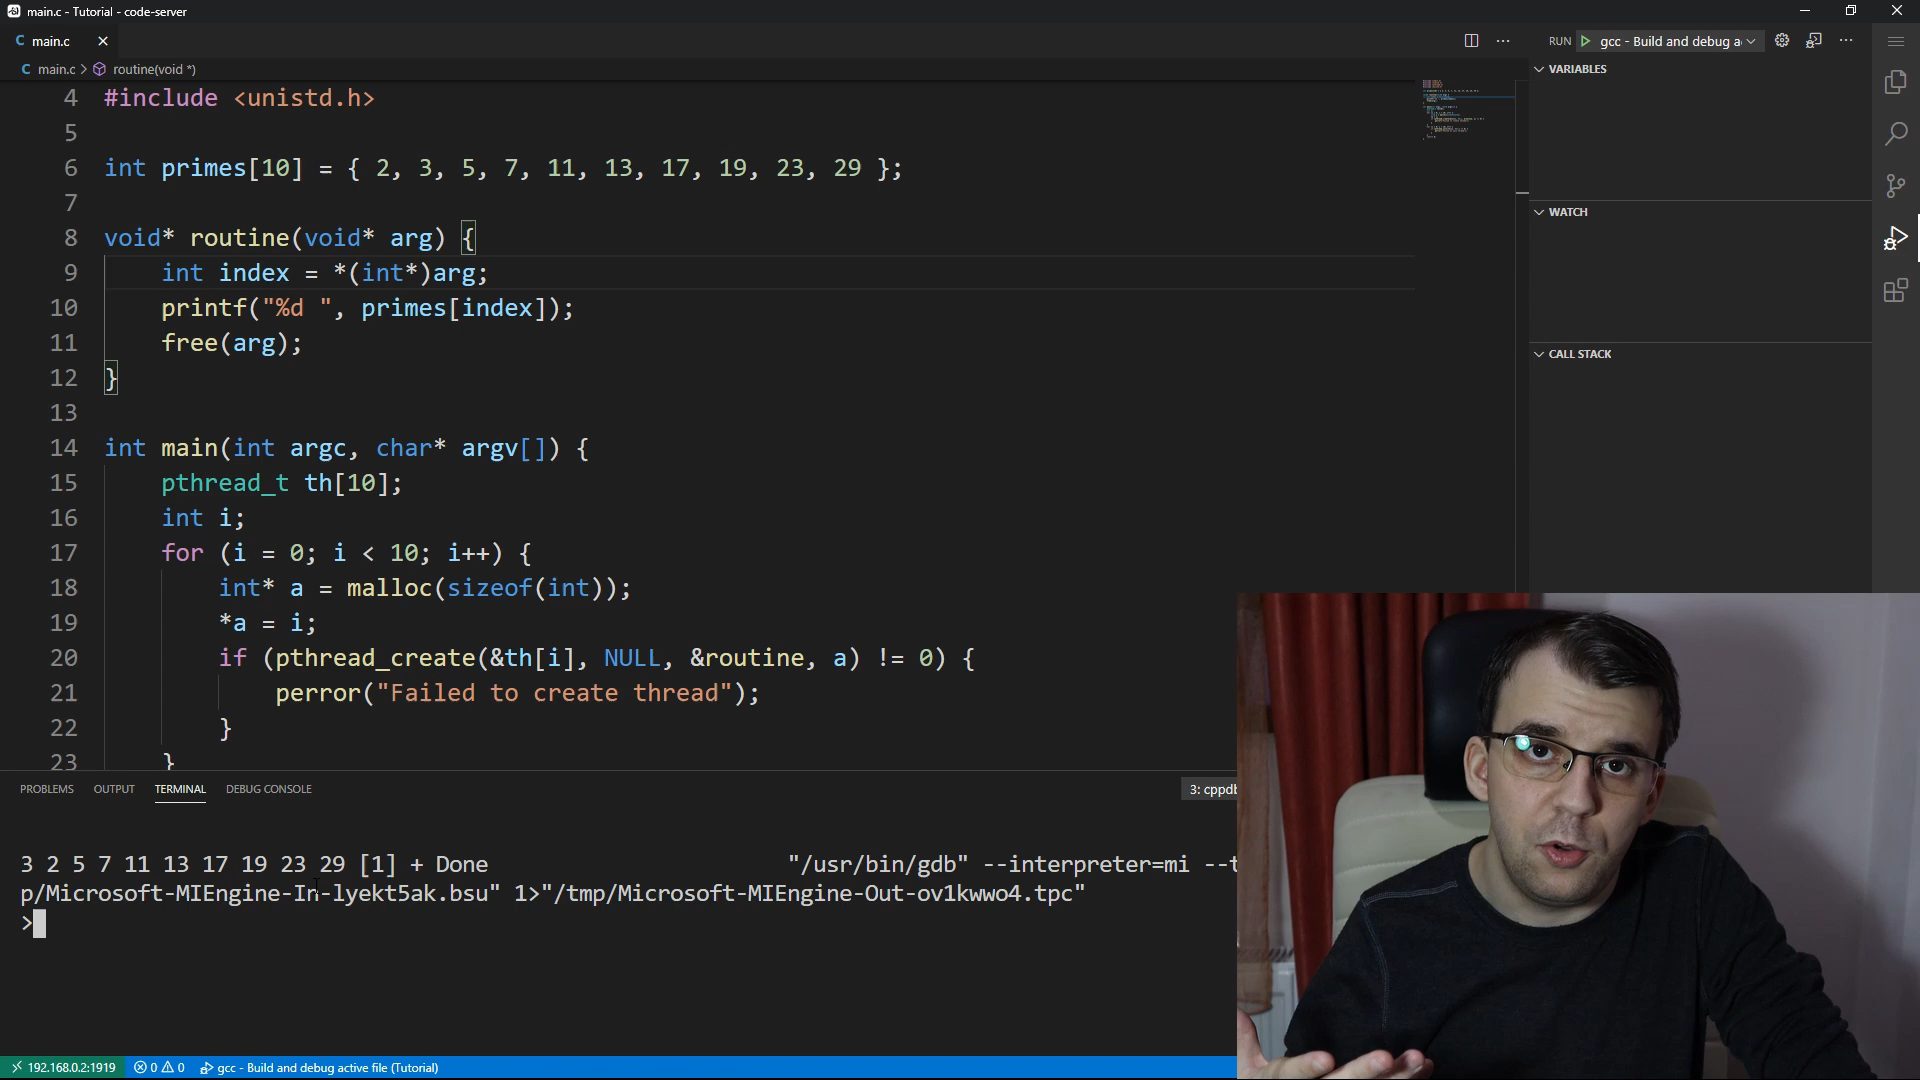 main.c - Tutorial - code-server
main.c
RUN gcc - Build and debug a
main.c > routine(void *)
VARIABLES
4 #include <unistd.h>
5
6 int primes[10] = { 2, 3, 5, 7, 11, 13, 17, 19, 23, 29 };
7
WATCH
8 void* routine(void* arg) {
9 int index = *(int*)arg;
10 printf("%d ", primes[index]);
11 free(arg);
CALL STACK
12 }
13
14 int main(int argc, char* argv[]) {
15 pthread_t th[10];
16 int i;
17 for (i = 0; i < 10; i++) {
18 int* a = malloc(sizeof(int));
19 *a = i;
20 if (pthread_create(&th[i], NULL, &routine, a) != 0) {
21 perror("Failed to create thread");
22 }
23 }
PROBLEMS OUTPUT TERMINAL DEBUG CONSOLE 3: cppdb
3 2 5 7 11 13 17 19 23 29 [1] + Done "/usr/bin/gdb" --interpreter=mi --t
p/Microsoft-MIEngine-In-lyekt5ak.bsu" 1>"/tmp/Microsoft-MIEngine-Out-ov1kwwo4.tpc"
>
192.168.0.2:1919 0 0 gcc - Build and debug active file (Tutorial)